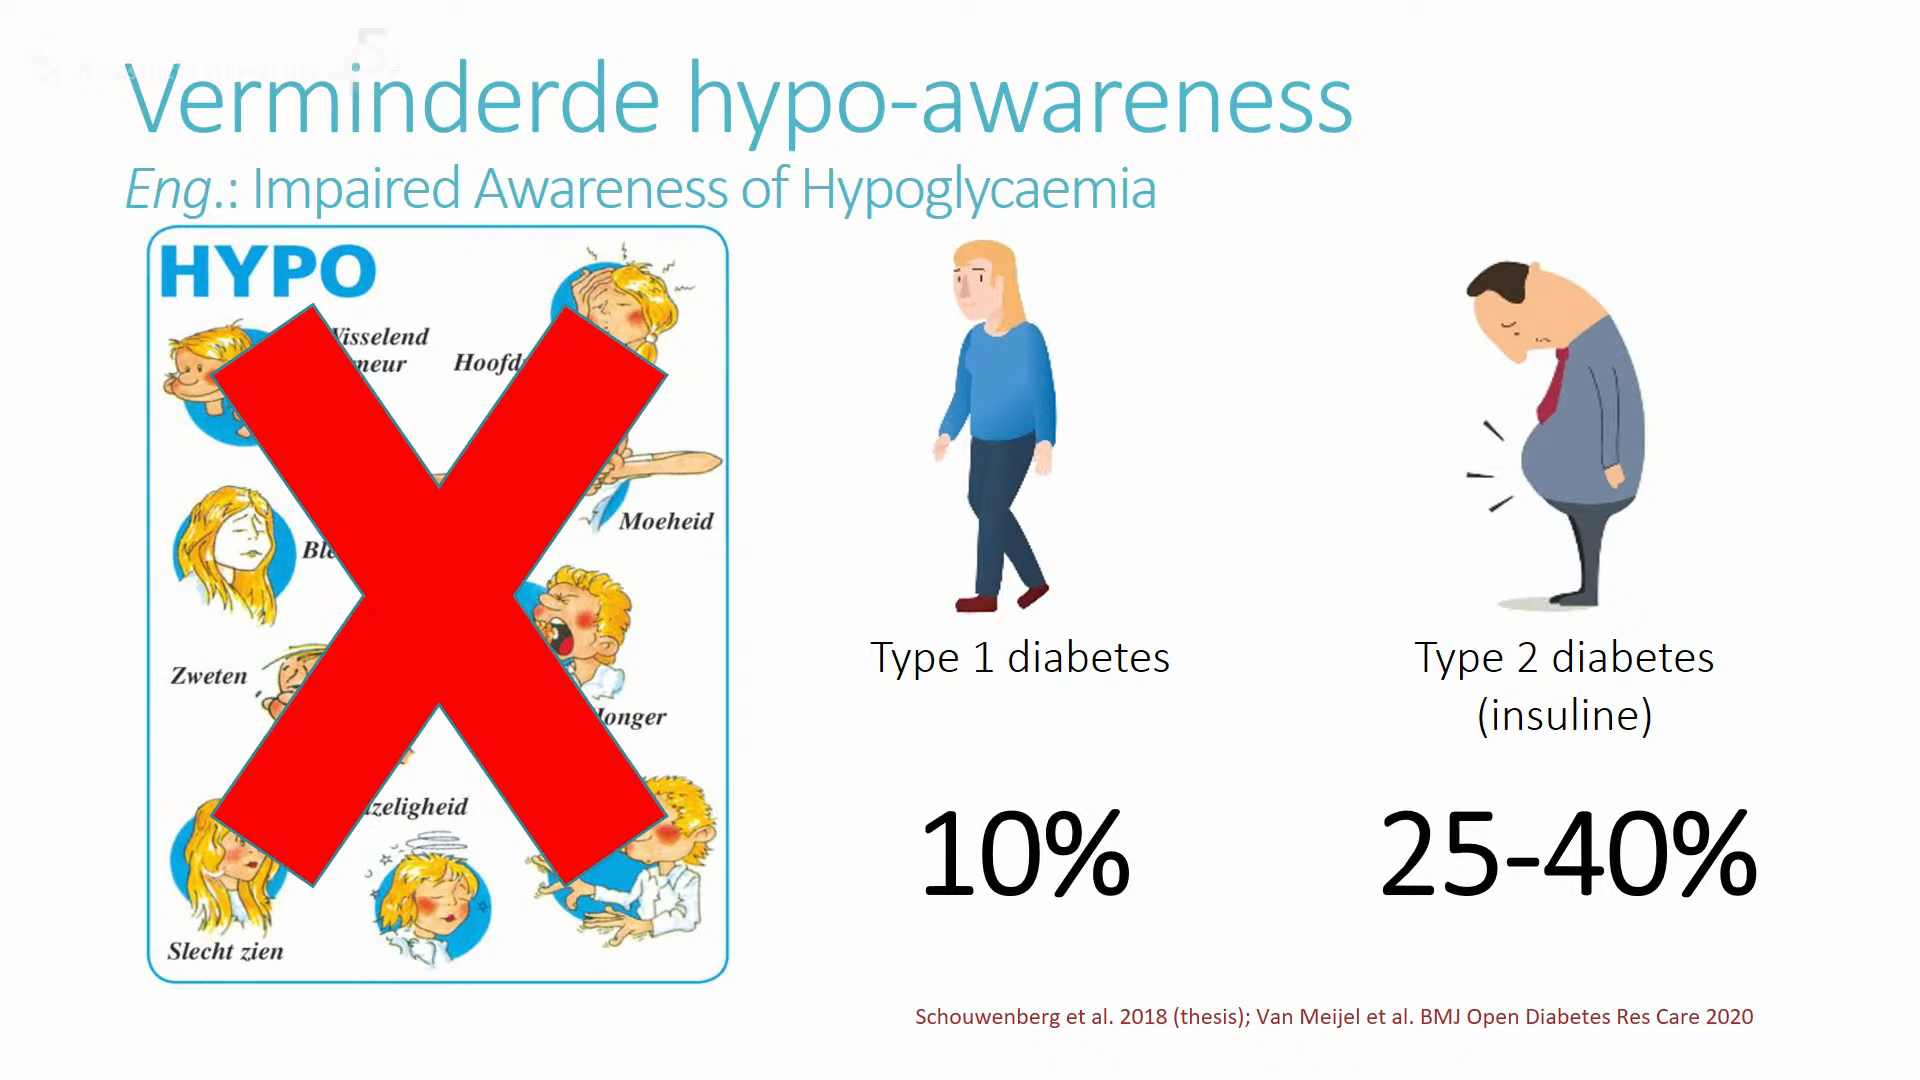 Verminderde hypo-awareness
Eng.: Impaired Awareness of Hypoglycaemia
HYPO
Moeheid
Zweten
Slecht zien
Type 1 diabetes
10%
Type 2 diabetes
(insuline)
25-40%
Schouwenberg et al. 2018 (thesis); Van Meijel et al. BMJ Open Diabetes Res Care 2020